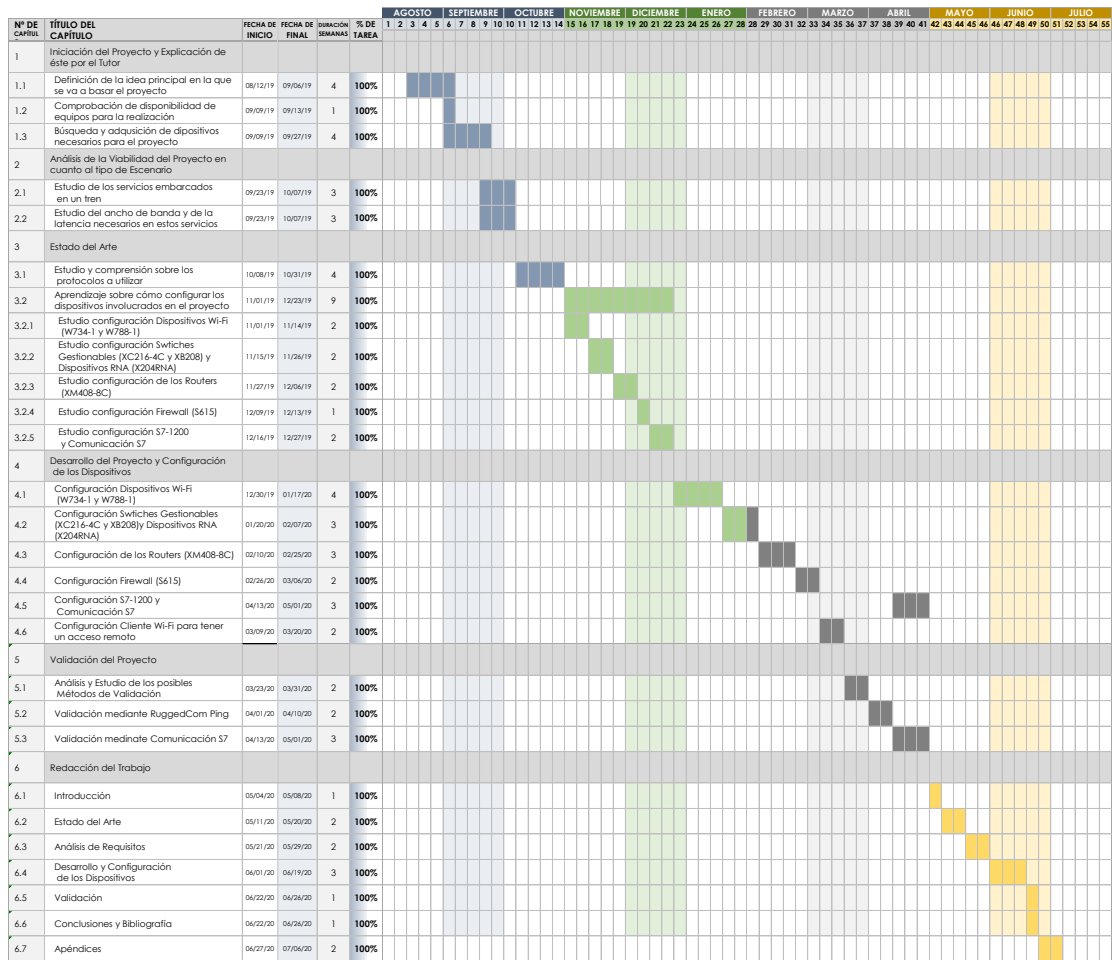 AGOSTO SEPTIEMBRE OCTUBRE NOVIEMBRE DICIEMBRE ENERO FEBRERO MARZO ABRIL MAYO JUNIO JULIO
Nº DE TÍTULO DEL FECHA DE FECHA DE DURACIÓN % DE 1 2 3 4 5 6 7 8 9 10 10 11 12 13 14 15 16 17 18 19 20 21 22 23 24 25 26 27 28 28 29 30 31 33 34 35 36 37 37 38 39 40 41 42 43 44 45 46 46 47 48 49 50 51 52 53 54 55
CAPÍTUL CAPÍTULO INICIO FINAL SEMANAS TAREA
1 Iniciación del Proyecto y Explicación de
éste por el Tutor
1.1 Definición de la idea principal en la que 08/12/19 09/06/19 4 100%
se va a basar el proyecto
1.2 Comprobación de disponibilidad de 09/09/19 09/13/19 1 100%
equipos para la realización
1.3 Búsqueda y adqusición de dipositivos 09/09/19 09/27/19 4 100%
necesarios para el proyecto
2 Análisis de la Viabilidad del Proyecto en
cuanto al tipo de Escenario
2.1 Estudio de los servicios embarcados 09/23/19 10/07/19 3 100%
en un tren
2.2 Estudio del ancho de banda y de la 09/23/19 10/07/19 3 100%
latencia necesarios en estos servicios
3 Estado del Arte
3.1 Estudio y comprensión sobre los 10/08/19 10/31/19 4 100%
protocolos a utilizar
3.2 Aprendizaje sobre cómo configurar los 11/01/19 12/23/19 9 100%
dispositivos involucrados en el proyecto
3.2.1 Estudio configuración Dispositivos Wi-Fi 11/01/19 11/14/19 2 100%
(W734-1 y W788-1)
3.2.2 Estudio configuración Swtiches 11/15/19 11/26/19 2 100%
Gestionables (XC216-4C y XB208) y
Dispositivos RNA (X204RNA)
3.2.3 Estudio configuración de los Routers 11/27/19 12/06/19 2 100%
(XM408-8C)
3.2.4 Estudio configuración Firewall (S615) 12/09/19 12/13/19 1 100%
3.2.5 Estudio configuración S7-1200 12/16/19 12/27/19 2 100%
y Comunicación S7
4 Desarrollo del Proyecto y Configuración
de los Dispositivos
4.1 Configuración Dispositivos Wi-Fi 12/30/19 01/17/20 4 100%
(W734-1 y W788-1)
4.2 Configuración Swtiches Gestionables 01/20/20 02/07/20 3 100%
(XC216-4C y XB208)y Dispositivos RNA
(X204RNA)
4.3 Configuración de los Routers (XM408-8C) 02/10/20 02/25/20 3 100%
4.4 Configuración Firewall (S615) 02/26/20 03/06/20 2 100%
4.5 Configuración S7-1200 y 04/13/20 05/01/20 3 100%
Comunicación S7
4.6 Configuración Cliente Wi-Fi para tener 03/09/20 03/20/20 2 100%
un acceso remoto
5 Validación del Proyecto
5.1 Análisis y Estudio de los posibles 03/23/20 03/31/20 2 100%
Métodos de Validación
5.2 Validación mediante RuggedCom Ping 04/01/20 04/10/20 2 100%
5.3 Validación medinate Comunicación S7 04/13/20 05/01/20 3 100%
6 Redacción del Trabajo
6.1 Introducción 05/04/20 05/08/20 1 100%
6.2 Estado del Arte 05/11/20 05/20/20 2 100%
6.3 Análisis de Requisitos 05/21/20 05/29/20 2 100%
6.4 Desarrollo y Configuración 06/01/20 06/19/20 3 100%
de los Dispositivos
6.5 Validación 06/22/20 06/26/20 1 100%
6.6 Conclusiones y Bibliografía 06/22/20 06/26/20 1 100%
6.7 Apéndices 06/27/20 07/06/20 2 100%